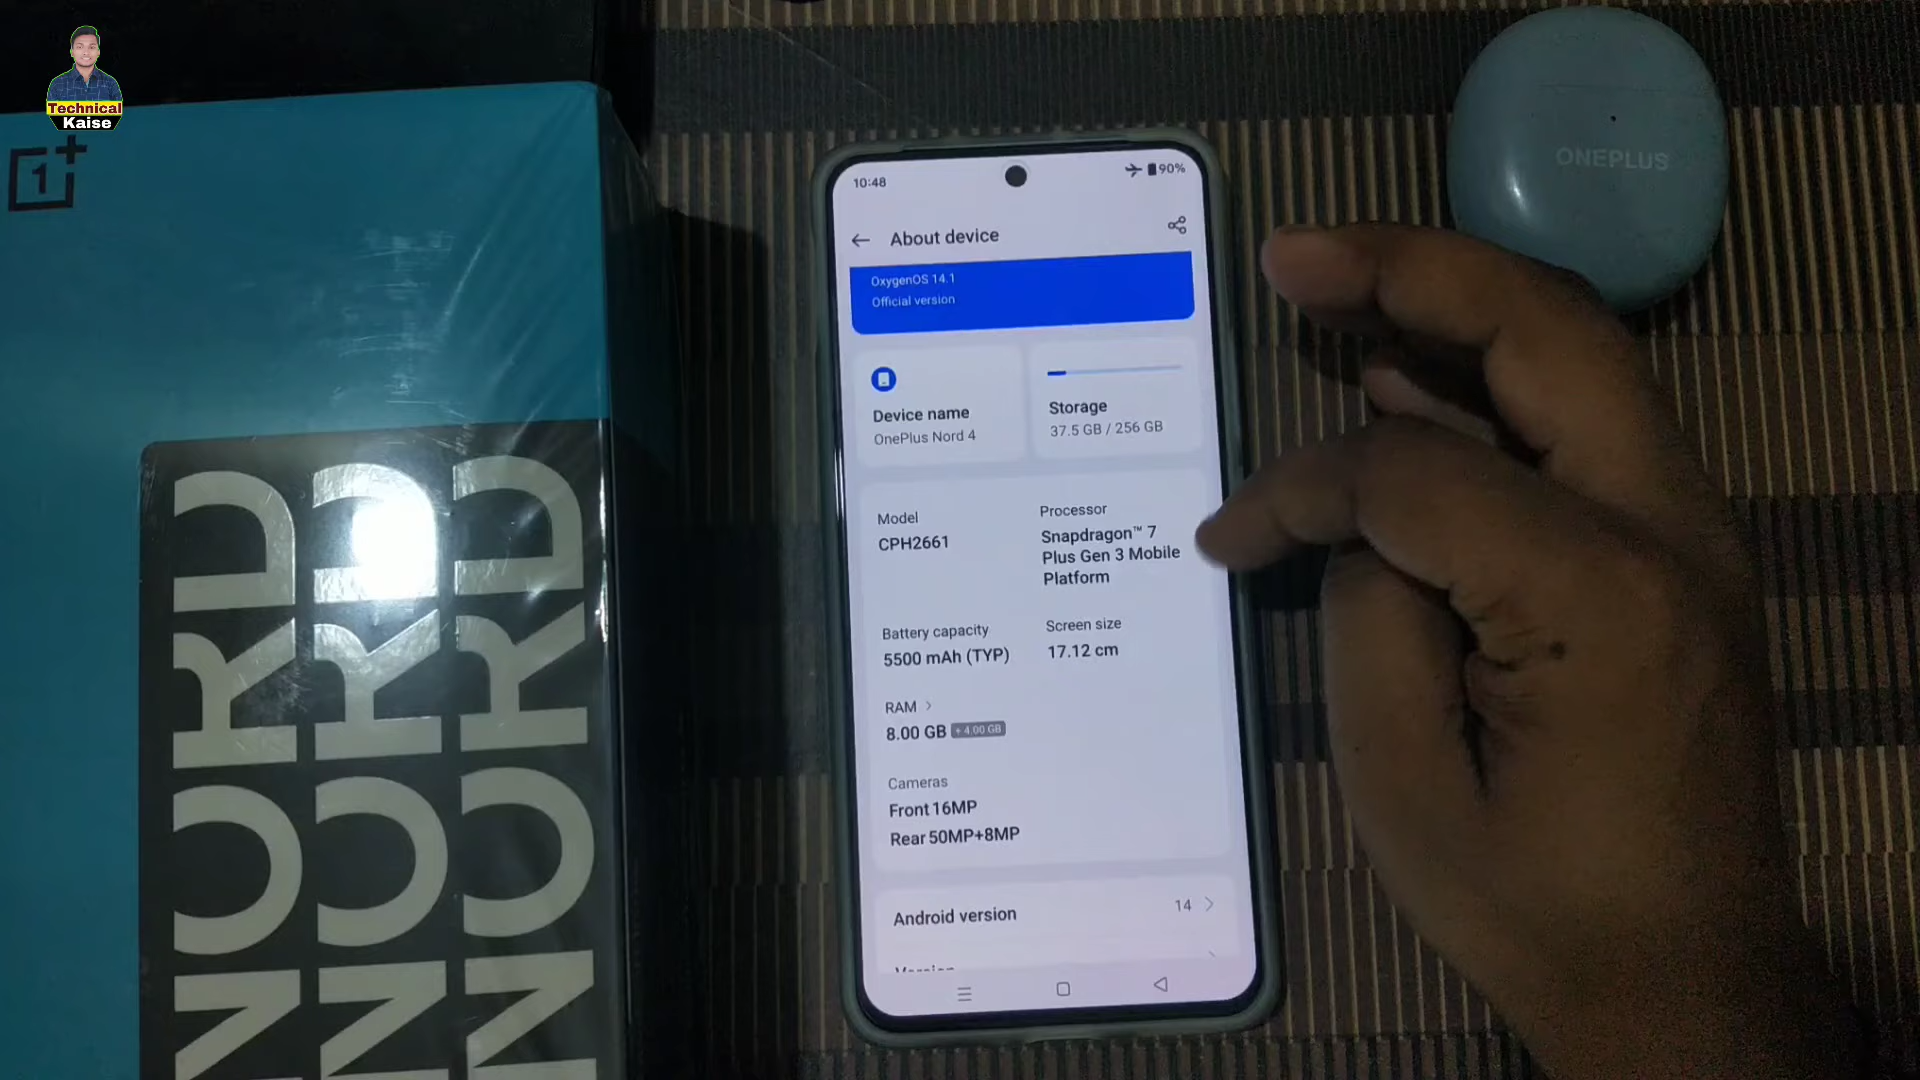 Technical
Kaise
1+
NORD
NORD
NORD
ONEPLUS
10:48
90%
About device
OxygenOS 14.1
Official version
Device name
OnePlus Nord 4
Storage
37.5 GB / 256 GB
Model
CPH2661
Processor
Snapdragon™ 7
Plus Gen 3 Mobile
Platform
Battery capacity
5500 mAh (TYP)
Screen size
17.12 cm
RAM >
8.00 GB + 4.00 GB
Cameras
Front 16MP
Rear 50MP+8MP
Android version 14 >